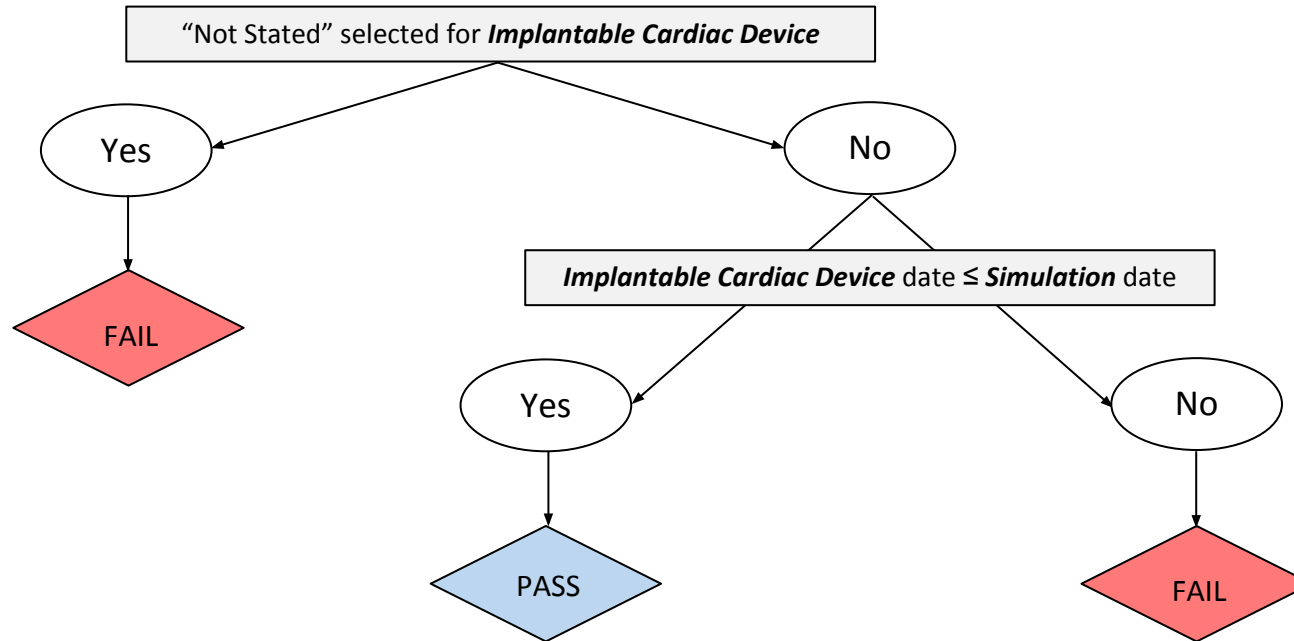 “Not Stated” selected for Implantable Cardiac Device
Yes
No
FAIL
Implantable Cardiac Device date ≤ Simulation date
Yes
No
PASS
FAIL